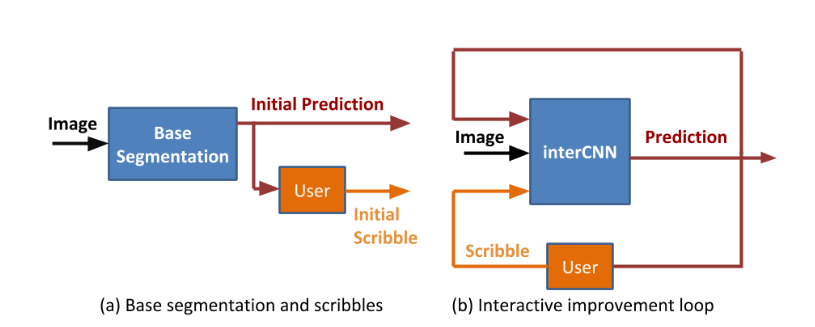 Image
Base
Segmentation
Initial Prediction
User
Initial
Scribble
(a) Base segmentation and scribbles
Image
interCNN
Prediction
Scribble
User
(b) Interactive improvement loop